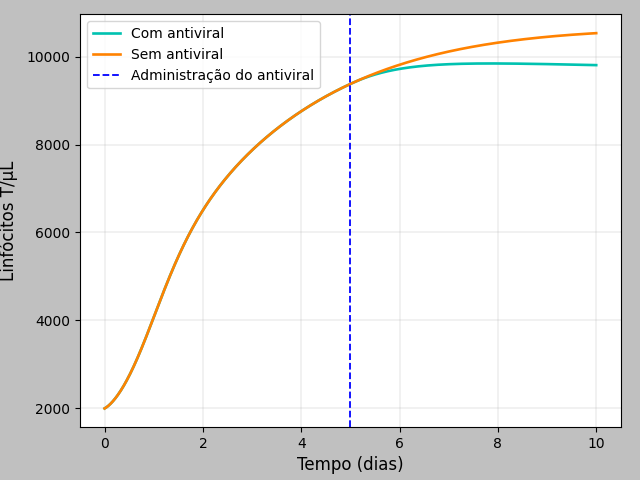 Com antiviral
Sem antiviral
Administração do antiviral
Linfócitos T/μL
10000
8000
6000
4000
2000
0 2 4 6 8 10
Tempo (dias)